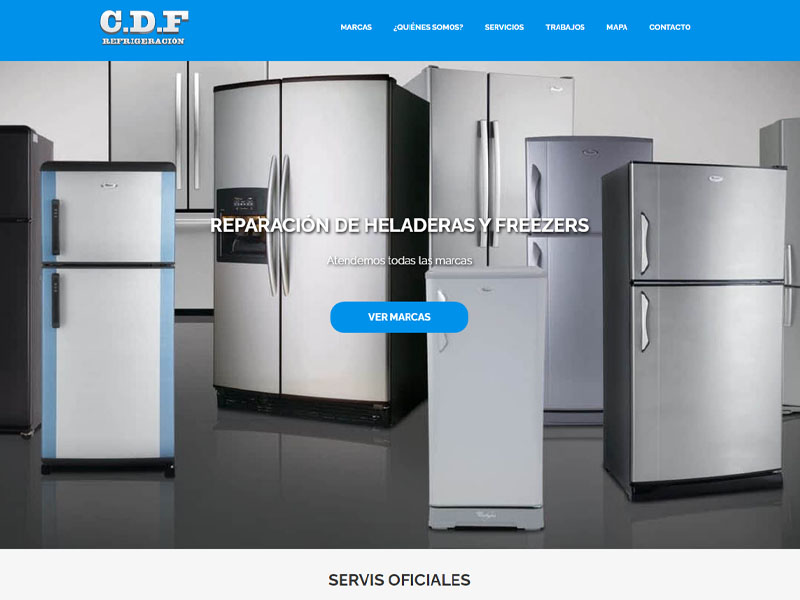 C.D.F
REFRIGERACIÓN
MARCAS
¿QUIÉNES SOMOS?
SERVICIOS
TRABAJOS
MAPA
CONTACTO
REPARACIÓN DE HELADERAS Y FREEZERS
Atendemos todas las marcas
VER MARCAS
SERVIS OFICIALES